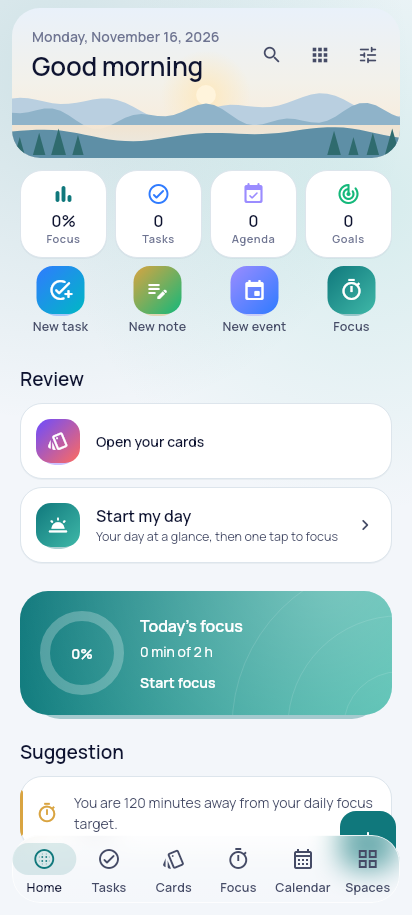 Monday, November 16, 2026
Good morning
0% 0 0 0
Focus Tasks Agenda Goals
New task New note New event Focus
Review
Open your cards
Start my day
Your day at a glance, then one tap to focus
Today's focus
0%
0 min of 2 h
Start focus
Suggestion
You are 120 minutes away from your daily focus
target.
Home Tasks Cards Focus Calendar Spaces